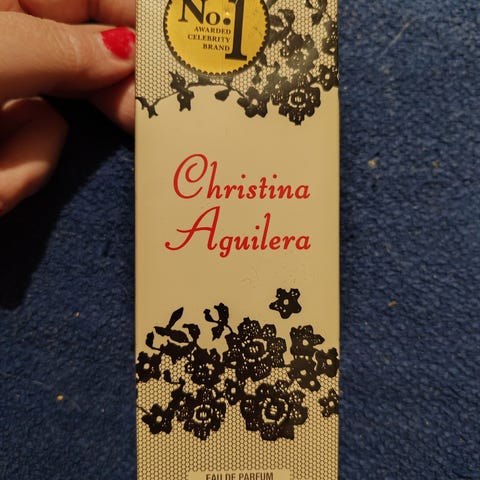 No.1
AWARDED
CELEBRITY
BRAND
Christina
Aguilera
EAU DE PARFUM